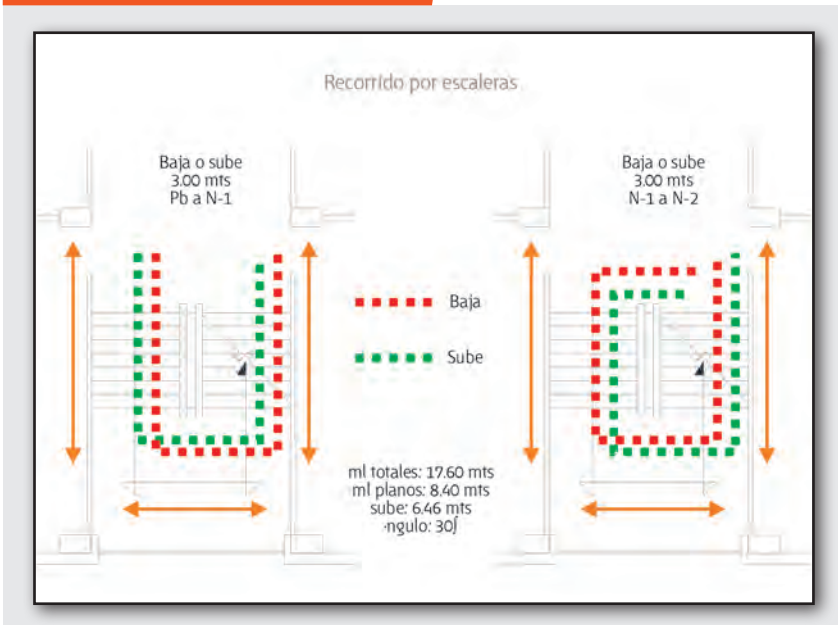 Recorrido por escaleras
Baja o sube
3.00 mts
Pb a N-1
Baja o sube
3.00 mts
N-1 a N-2
Baja
Sube
ml totales: 17.60 mts
ml planos: 8.40 mts
sube: 6.46 mts
·ngulo: 30∫